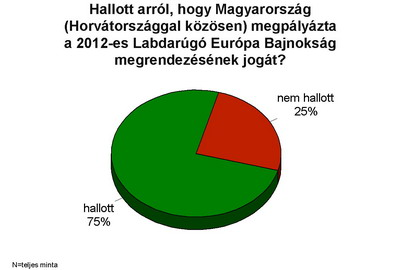 Hallott arról, hogy Magyarország
(Horvátországgal közösen) megpályázta
a 2012-es Labdarúgó Európa Bajnokság
megrendezésének jogát?
nem hallott
25%
hallott
75%
N=teljes minta